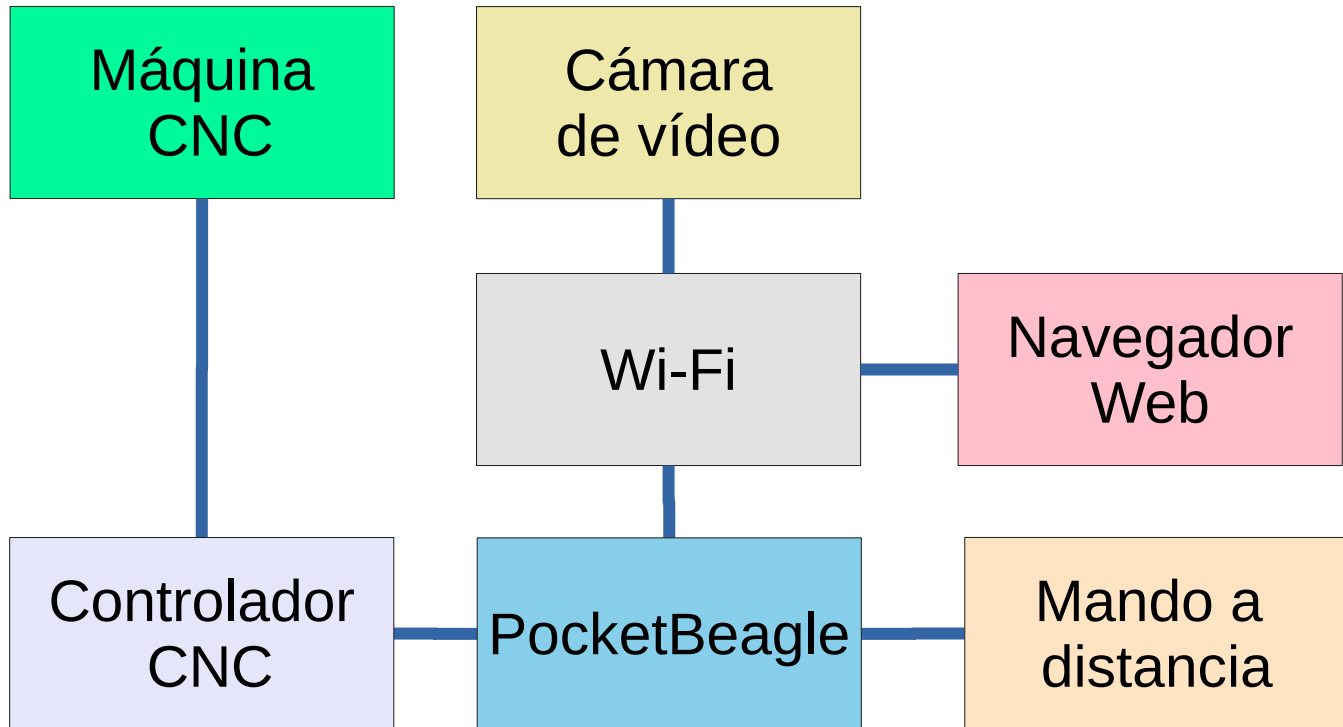 Máquina
CNC
Cámara
de vídeo
Wi-Fi
Navegador
Web
Controlador
CNC
PocketBeagle
Mando a
distancia